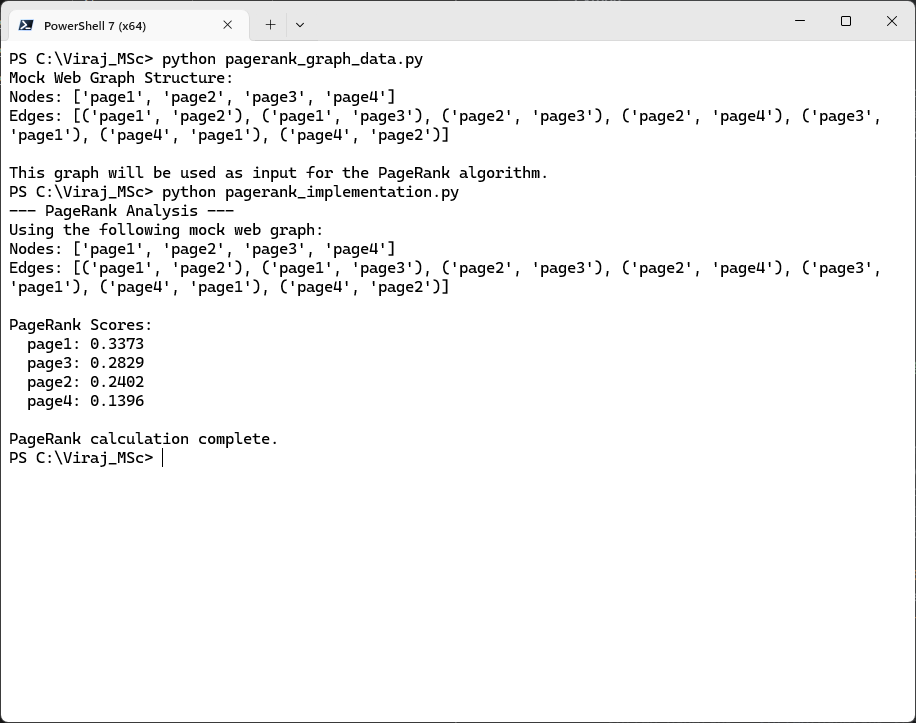 PowerShell 7 (x64)
PS C:\Viraj_MSc> python pagerank_graph_data.py
Mock Web Graph Structure:
Nodes: ['page1', 'page2', 'page3', 'page4']
Edges: [('page1', 'page2'), ('page1', 'page3'), ('page2', 'page3'), ('page2', 'page4'), ('page3',
'page1'), ('page4', 'page1'), ('page4', 'page2')]

This graph will be used as input for the PageRank algorithm.
PS C:\Viraj_MSc> python pagerank_implementation.py
--- PageRank Analysis ---
Using the following mock web graph:
Nodes: ['page1', 'page2', 'page3', 'page4']
Edges: [('page1', 'page2'), ('page1', 'page3'), ('page2', 'page3'), ('page2', 'page4'), ('page3',
'page1'), ('page4', 'page1'), ('page4', 'page2')]

PageRank Scores:
  page1: 0.3373
  page3: 0.2829
  page2: 0.2402
  page4: 0.1396

PageRank calculation complete.
PS C:\Viraj_MSc>